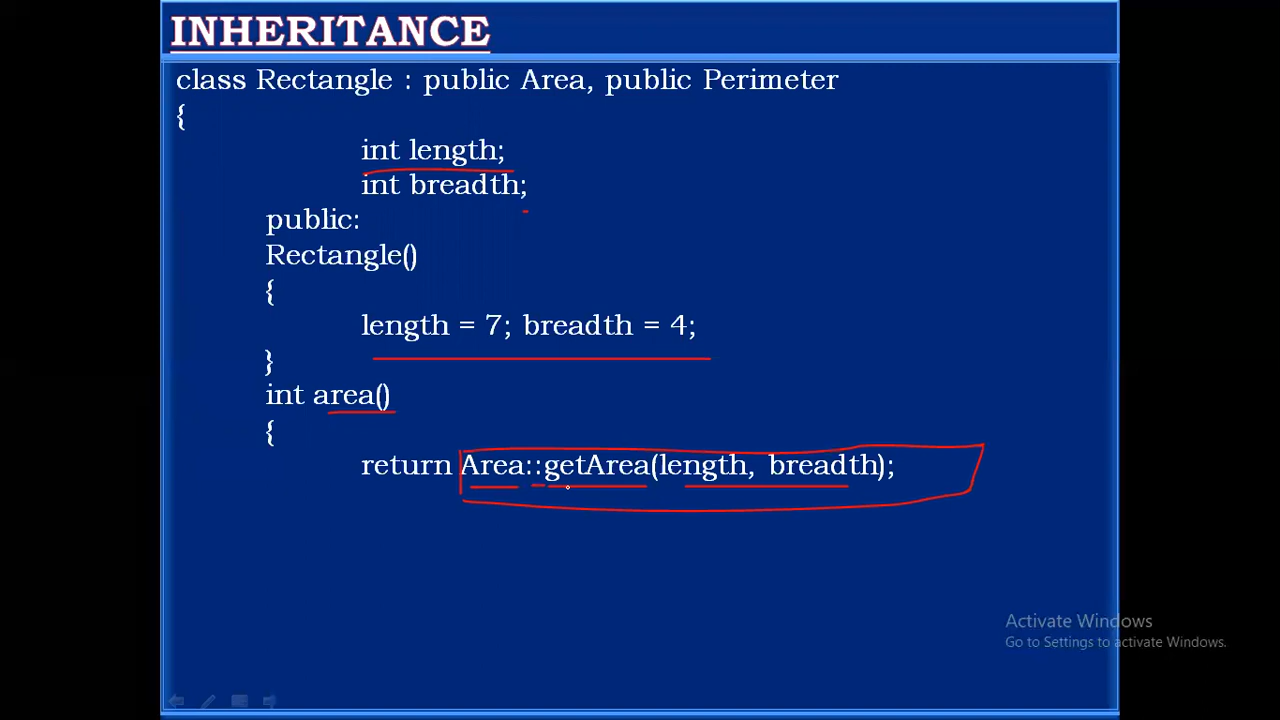 INHERITANCE
class Rectangle : public Area, public Perimeter
{
int length;
int breadth;
public:
Rectangle()
{
length = 7; breadth = 4;
}
int area()
{
return Area::getArea(length, breadth);
Activate Windows
Go to Settings to activate Windows.